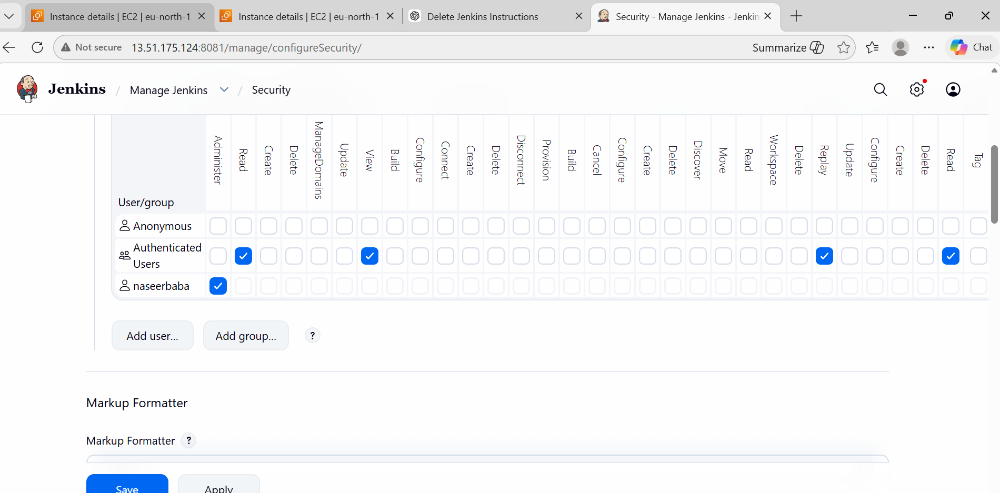 Instance details | EC2 | eu-north-1
Instance details | EC2 | eu-north-1
Delete Jenkins Instructions
Security - Manage Jenkins - Jenkin
Not secure
13.51.175.124:8081/manage/configureSecurity/
Summarize
Chat
Jenkins / Manage Jenkins / Security
User/group
Administer
Read
Create
Delete
ManageDomains
Update
View
Build
Configure
Connect
Create
Delete
Disconnect
Provision
Build
Cancel
Configure
Create
Delete
Discover
Move
Read
Workspace
Delete
Replay
Update
Configure
Create
Delete
Read
Tag
Anonymous
Authenticated
Users
naseerbaba
Add user...
Add group...
?
Markup Formatter
Markup Formatter ?
Save
Apply